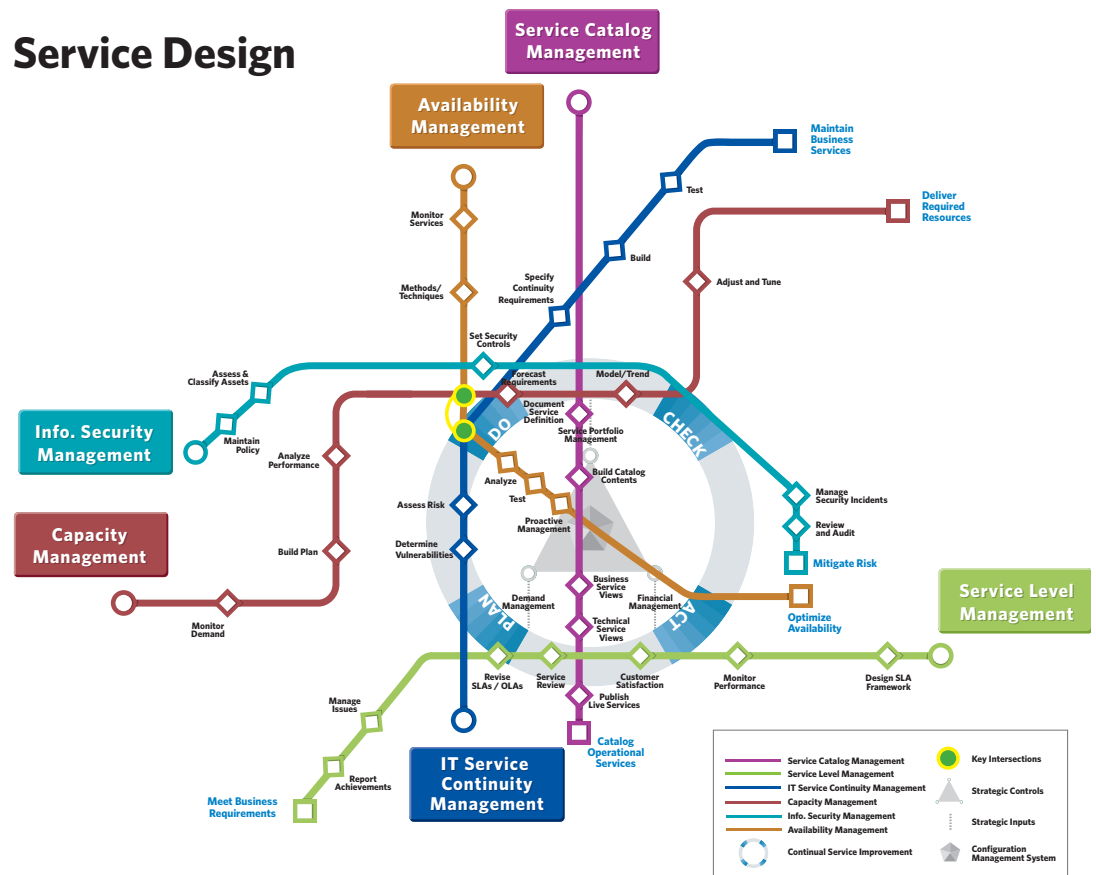 Service Design
Service Catalog
Management
Availability
Management
Maintain
Business
Services
Test
Deliver
Required
Resources
Monitor
Services
Build
Specify
Continuity
Requirements
Adjust and Tune
Methods/
Techniques
Set Security
Controls
Assess &
Classify Assets
Forecast
Requirements
Model/Trend
Document
Service
Definition
DO
CHECK
Service Portfolio
Management
Info. Security
Management
Maintain
Policy
Analyze
Performance
Analyze
Test
Build Catalog
Contents
Assess Risk
Proactive
Management
Manage
Security Incidents
Review
and Audit
Capacity
Management
Build Plan
Determine
Vulnerabilities
Mitigate Risk
Business
Service
Views
Demand
Management
Financial
Management
Service Level
Management
PLAN
ACT
Optimize
Availability
Monitor
Demand
Technical
Service
Views
Revise
SLAs / OLAs
Service
Review
Customer
Satisfaction
Monitor
Performance
Design SLA
Framework
Manage
Issues
Publish
Live Services
Catalog
Operational
Services
Report
Achievements
Meet Business
Requirements
IT Service
Continuity
Management
Service Catalog Management
Service Level Management
IT Service Continuity Management
Capacity Management
Info. Security Management
Availability Management
Continual Service Improvement
Key Intersections
Strategic Controls
Strategic Inputs
Configuration
Management System